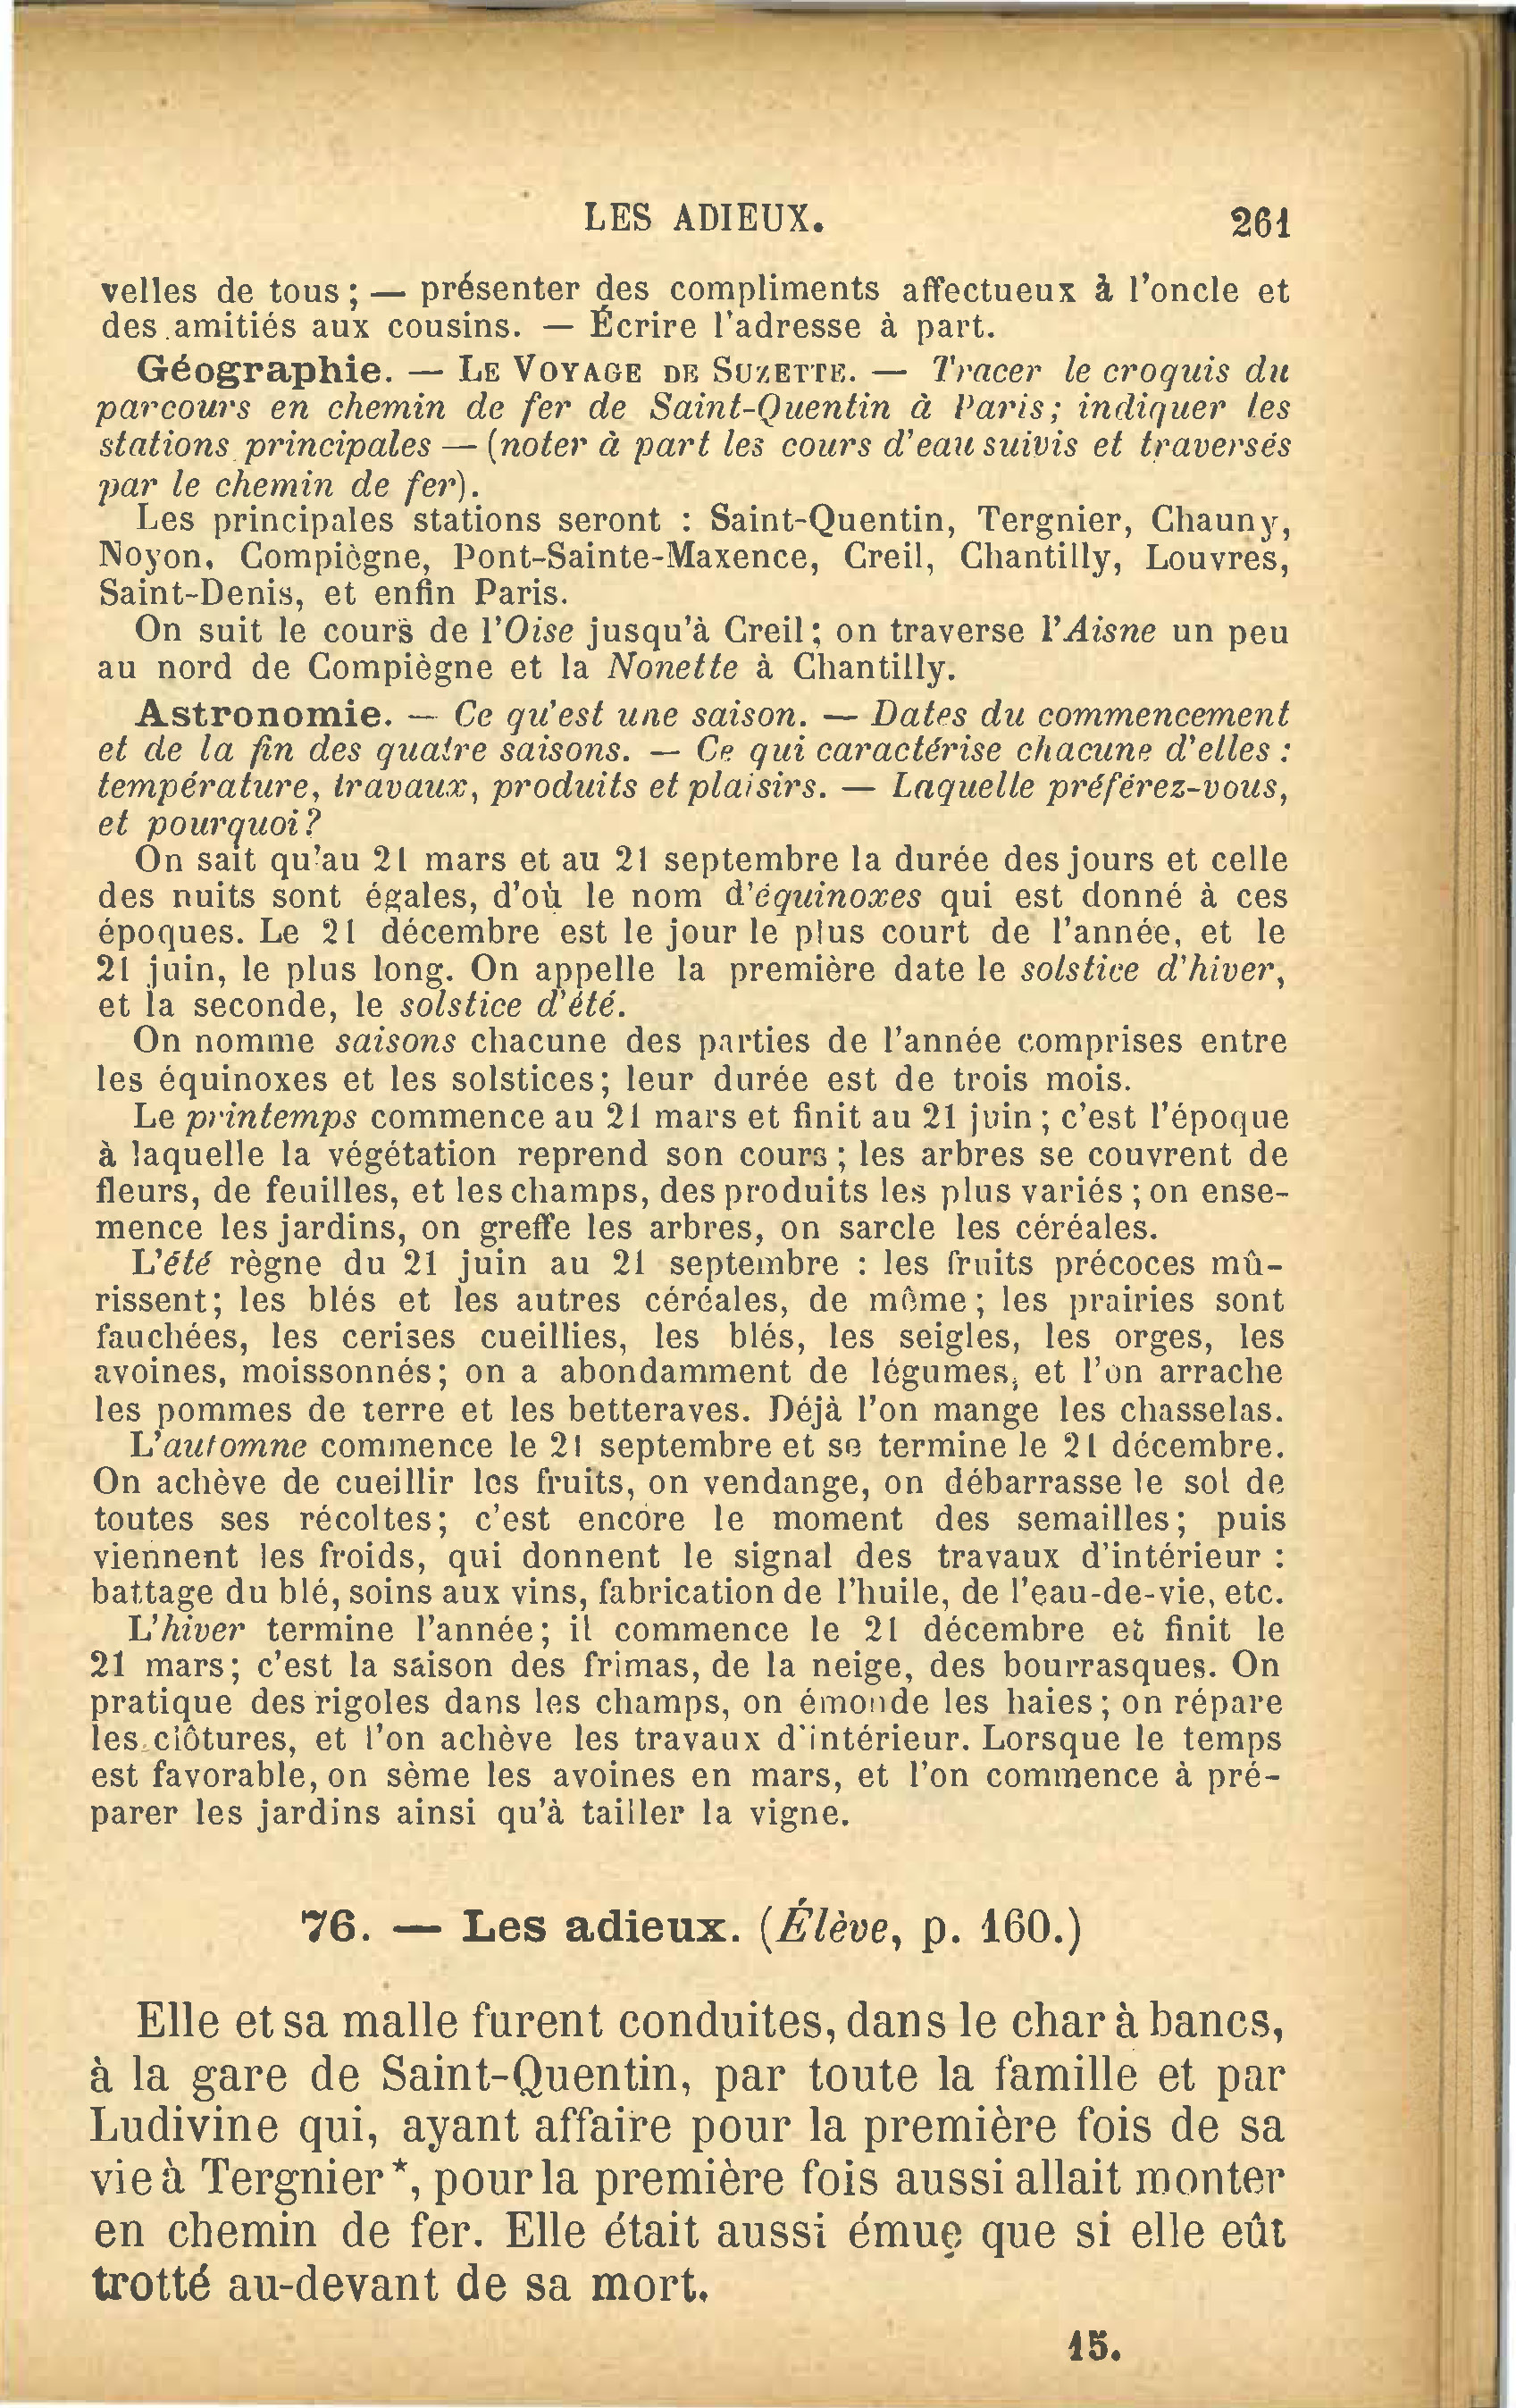 LES ADIEUX. 261
velles de tous ; — présenter des compliments affectueux à l'oncle et
des amitiés aux cousins. — Écrire l'adresse à part.
Géographie. — LE VOYAGE DE SUZETTE. — Tracer le croquis du
parcours en chemin de fer de Saint-Quentin à Paris ; indiquer les
stations principales — (noter à part les cours d'eau suivis et traversés
par le chemin de fer).
Les principales stations seront : Saint-Quentin, Tergnier, Chauny,
Noyon, Compiègne, Pont-Sainte-Maxence, Creil, Chantilly, Louvres,
Saint-Denis, et enfin Paris.
On suit le cours de l'Oise jusqu'à Creil ; on traverse l'Aisne un peu
au nord de Compiègne et la Nonette à Chantilly.
Astronomie. — Ce qu'est une saison. — Dates du commencement
et de la fin des quatre saisons. — Ce qui caractérise chacune d'elles :
température, travaux, produits et plaisirs. — Laquelle préférez-vous,
et pourquoi ?
On sait qu'au 21 mars et au 21 septembre la durée des jours et celle
des nuits sont égales, d'où le nom d'équinoxes qui est donné à ces
époques. Le 21 décembre est le jour le plus court de l'année, et le
21 juin, le plus long. On appelle la première date le solstice d'hiver,
et la seconde, le solstice d'été.
On nomme saisons chacune des parties de l'année comprises entre
les équinoxes et les solstices ; leur durée est de trois mois.
Le printemps commence au 21 mars et finit au 21 juin ; c'est l'époque
à laquelle la végétation reprend son cours ; les arbres se couvrent de
fleurs, de feuilles, et les champs, des produits les plus variés ; on ense-
mence les jardins, on greffe les arbres, on sarcle les céréales.
L'été règne du 21 juin au 21 septembre : les fruits précoces mû-
rissent ; les blés et les autres céréales, de même ; les prairies sont
fauchées, les cerises cueillies, les blés, les seigles, les orges, les
avoines, moissonnés ; on a abondamment de légumes, et l'on arrache
les pommes de terre et les betteraves. Déjà l'on mange les chasselas.
L'automne commence le 21 septembre et se termine le 21 décembre.
On achève de cueillir les fruits, on vendange, on débarrasse le sol de
toutes ses récoltes ; c'est encore le moment des semailles ; puis
viennent les froids, qui donnent le signal des travaux d'intérieur :
battage du blé, soins aux vins, fabrication de l'huile, de l'eau-de-vie, etc.
L'hiver termine l'année ; il commence le 21 décembre et finit le
21 mars ; c'est la saison des frimas, de la neige, des bourrasques. On
pratique des rigoles dans les champs, on émonde les haies ; on répare
les clôtures, et l'on achève les travaux d'intérieur. Lorsque le temps
est favorable, on sème les avoines en mars, et l'on commence à pré-
parer les jardins ainsi qu'à tailler la vigne.
76. — Les adieux. (Élève, p. 160.)
Elle et sa malle furent conduites, dans le char à bancs,
à la gare de Saint-Quentin, par toute la famille et par
Ludivine qui, ayant affaire pour la première fois de sa
vie à Tergnier*, pour la première fois aussi allait monter
en chemin de fer. Elle était aussi émue que si elle eût
trotté au-devant de sa mort.
15.